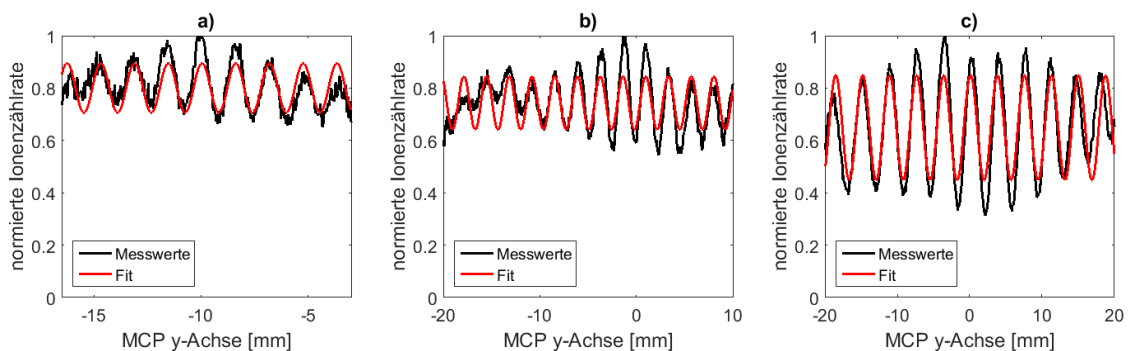 a)
1
0.8
0.6
0.4
0.2
0
normierte Ionenzählrate
Messwerte
Fit
-15
-10
-5
MCP y-Achse [mm]
b)
1
0.8
0.6
0.4
0.2
0
normierte Ionenzählrate
Messwerte
Fit
-20
-10
0
10
MCP y-Achse [mm]
c)
1
0.8
0.6
0.4
0.2
0
normierte Ionenzählrate
Messwerte
Fit
-20
-10
0
10
20
MCP y-Achse [mm]